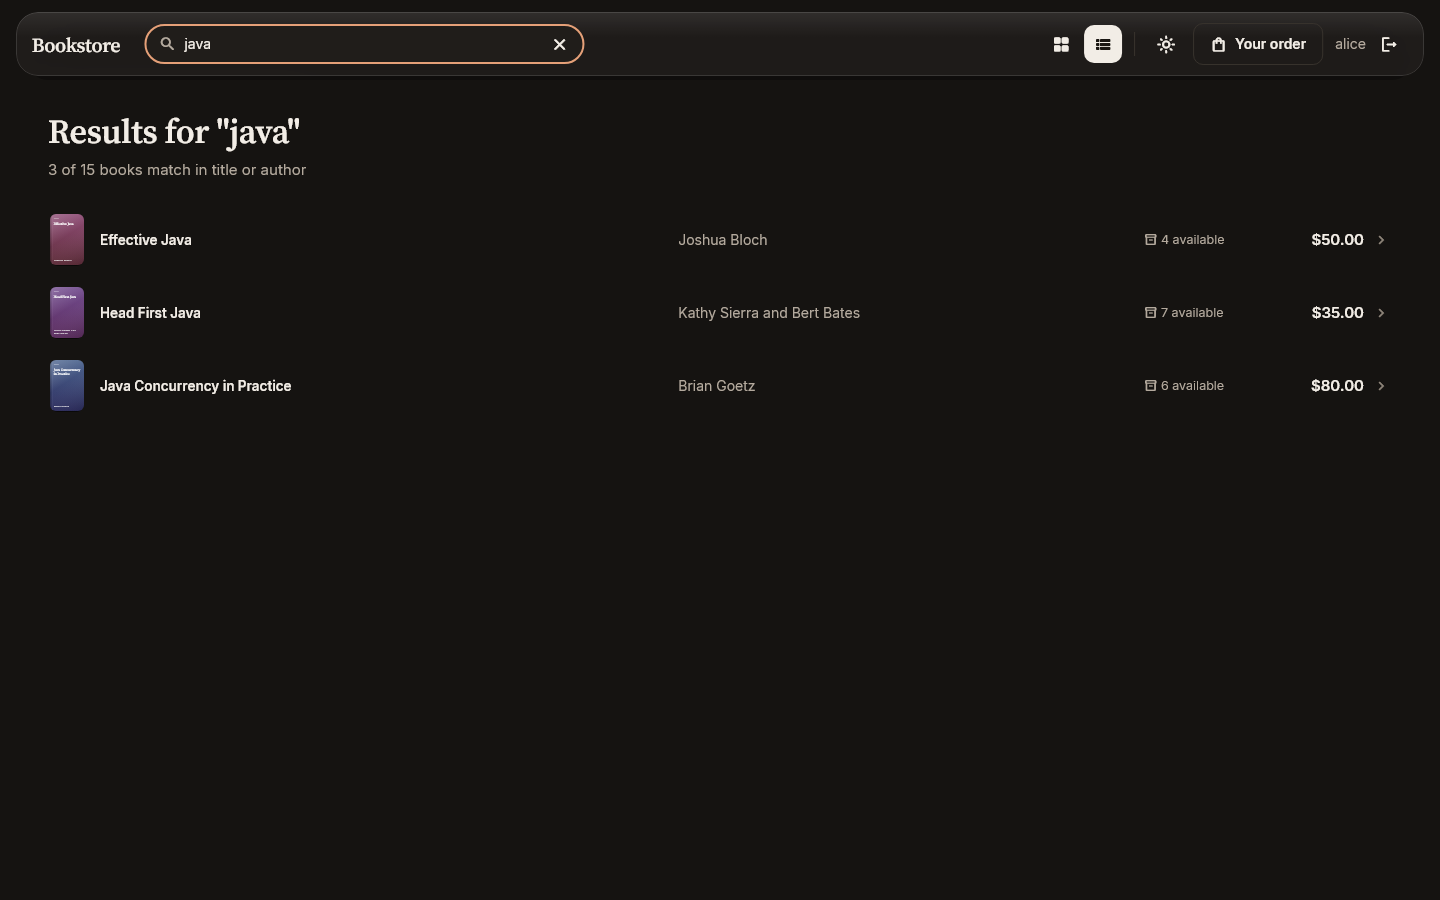 Bookstore
java
Your order
alice
Results for "java"
3 of 15 books match in title or author
Effective Java
Joshua Bloch
4 available
$50.00
Head First Java
Kathy Sierra and Bert Bates
7 available
$35.00
Java Concurrency in Practice
Brian Goetz
6 available
$80.00